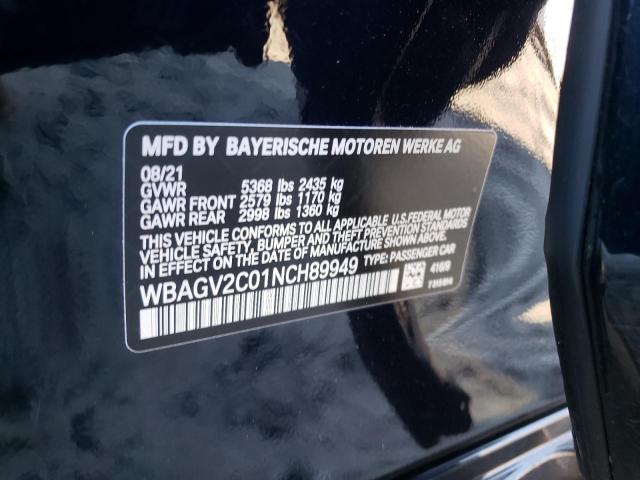 MFD BY BAYERISCHE MOTOREN WERKE AG
08/21
GVWR 5368 lbs 2435 kg
GAWR FRONT 2579 lbs 1170 kg
GAWR REAR 2998 lbs 1360 kg
THIS VEHICLE CONFORMS TO ALL APPLICABLE U.S.FEDERAL MOTOR
VEHICLE SAFETY, BUMPER, AND THEFT PREVENTION STANDARDS
IN EFFECT ON THE DATE OF MANUFACTURE SHOWN ABOVE.
WBAGV2C01NCH89949 TYPE: PASSENGER CAR
416/9